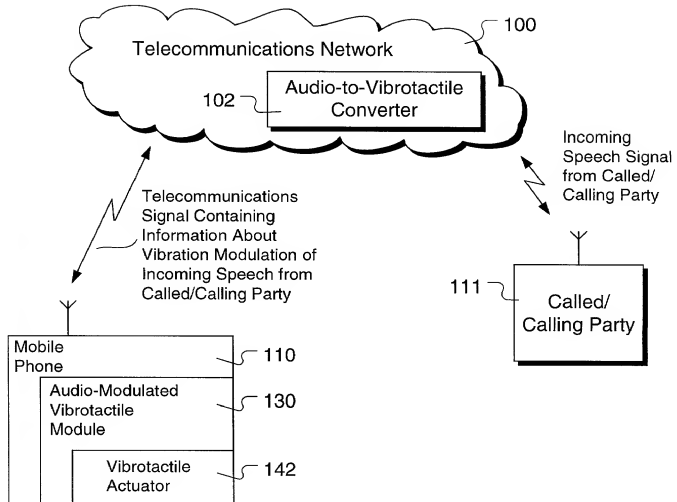 Telecommunications Network
100
Audio-to-Vibrotactile
Converter
102
Incoming
Speech Signal
from Called/
Calling Party
Telecommunications
Signal Containing
Information About
Vibration Modulation of
Incoming Speech from
Called/Calling Party
111
Called/
Calling Party
Mobile
Phone
110
Audio-Modulated
Vibrotactile
Module
130
Vibrotactile
Actuator
142